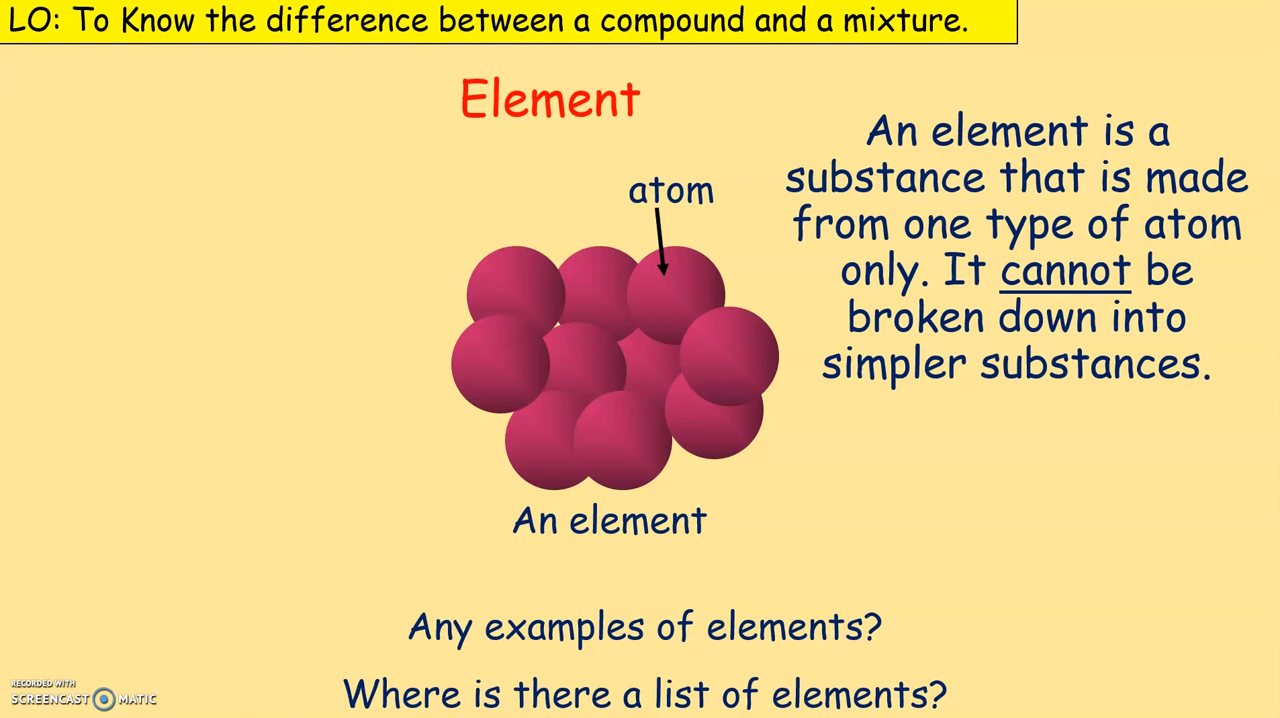 LO: To Know the difference between a compound and a mixture.
Element
An element is a
substance that is made
from one type of atom
only. It cannot be
broken down into
simpler substances.
atom
An element
Any examples of elements?
Where is there a list of elements?
RECORDED WITH
SCREENCAST MATIC